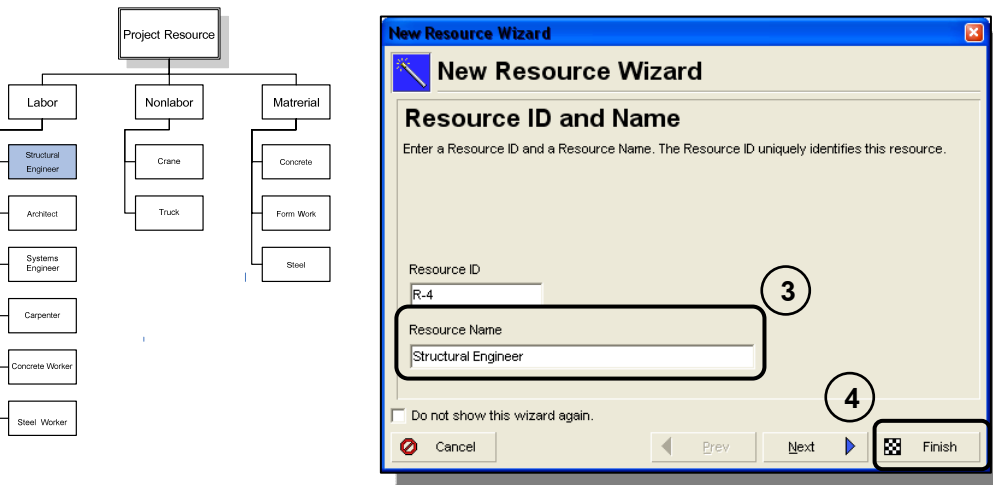 Project Resource
Labor
Nonlabor
Matrerial
Structural
Engineer
Crane
Concrete
Architect
Truck
Form Work
Systems
Engineer
Steel
Carpenter
Concrete Worker
Steel Worker
New Resource Wizard
New Resource Wizard
Resource ID and Name
Enter a Resource ID and a Resource Name. The Resource ID uniquely identifies this resource.
Resource ID
R-4
3
Resource Name
Structural Engineer
4
Do not show this wizard again.
Cancel
Prev
Next
Finish